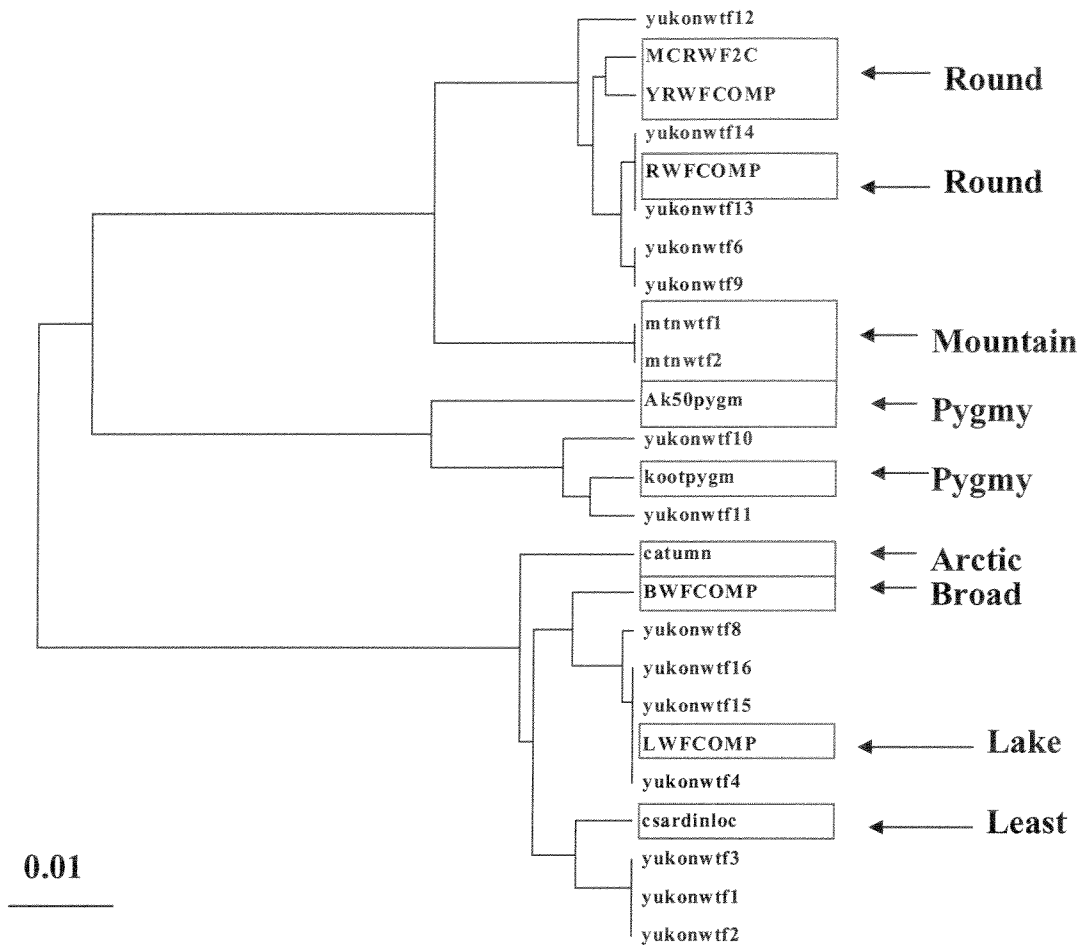 yukonwtf12
MCRWF2C
Round
YRWFCOMP
yukonwtf14
RWFCOMP
Round
yukonwtf13
yukonwtf6
yukonwtf9
mtnwtf1
Mountain
mtnwtf2
Ak50pygm
Pygmy
yukonwtf10
kootpygm
Pygmy
yukonwtf11
catumn
Arctic
BWFCOMP
Broad
yukonwtf8
yukonwtf16
yukonwtf15
LWFCOMP
Lake
yukonwtf4
csardinloc
Least
yukonwtf3
0.01
yukonwtf1
yukonwtf2